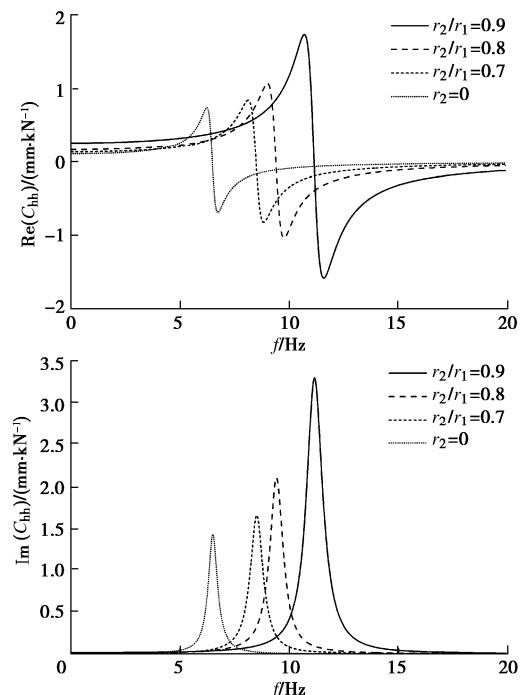 2
1
0
−1
−2
Re(C_hh)/(mm·kN⁻¹)
r₂/r₁=0.9
r₂/r₁=0.8
r₂/r₁=0.7
r₂=0
0 5 10 15 20
f/Hz
3.5
3.0
2.5
2.0
1.5
1.0
0.5
Im (C_hh)/(mm·kN⁻¹)
r₂/r₁=0.9
r₂/r₁=0.8
r₂/r₁=0.7
r₂=0
0 5 10 15 20
f/Hz